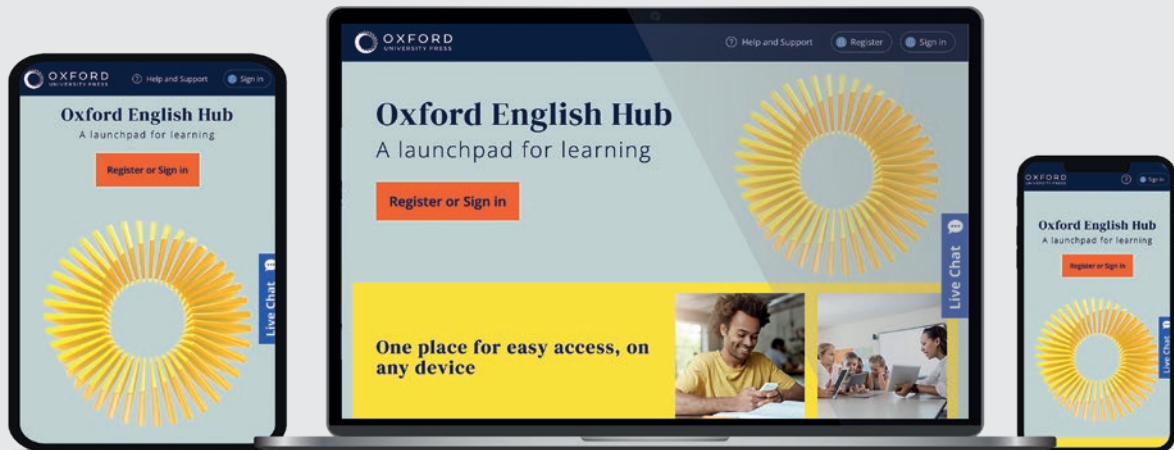 OXFORD
UNIVERSITY PRESS
Help and Support
Sign in
Oxford English Hub
A launchpad for learning
Register or Sign in
Live Chat
OXFORD
UNIVERSITY PRESS
Help and Support
Register
Sign in
Oxford English Hub
A launchpad for learning
Register or Sign in
Live Chat
One place for easy access, on
any device
OXFORD
UNIVERSITY PRESS
Sign in
Oxford English Hub
A launchpad for learning
Register or Sign in
Live Chat